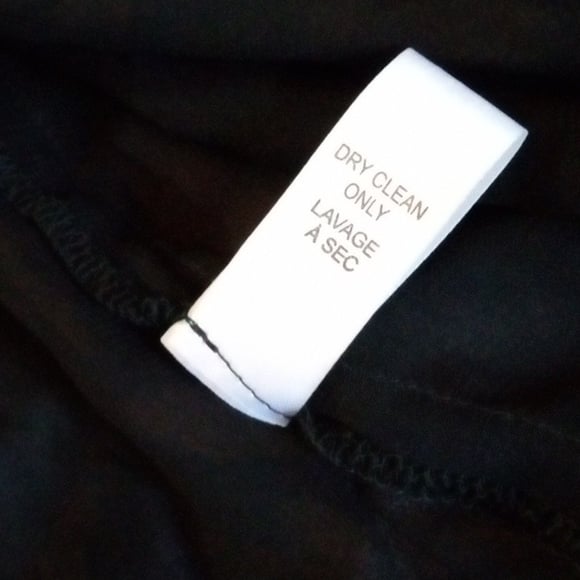 DRY CLEAN
ONLY
LAVAGE
À SEC